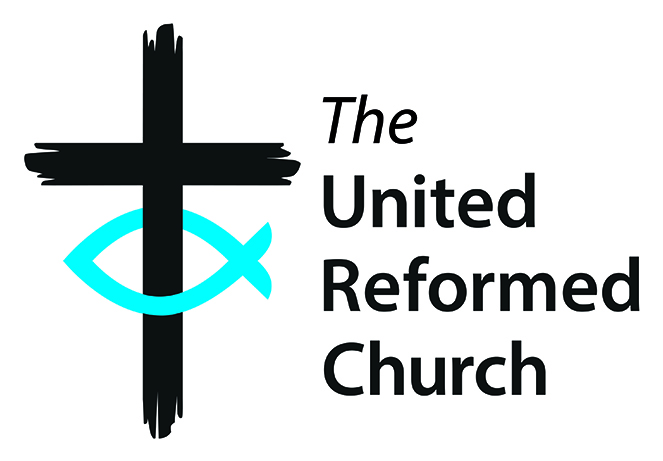 The
United
Reformed
Church